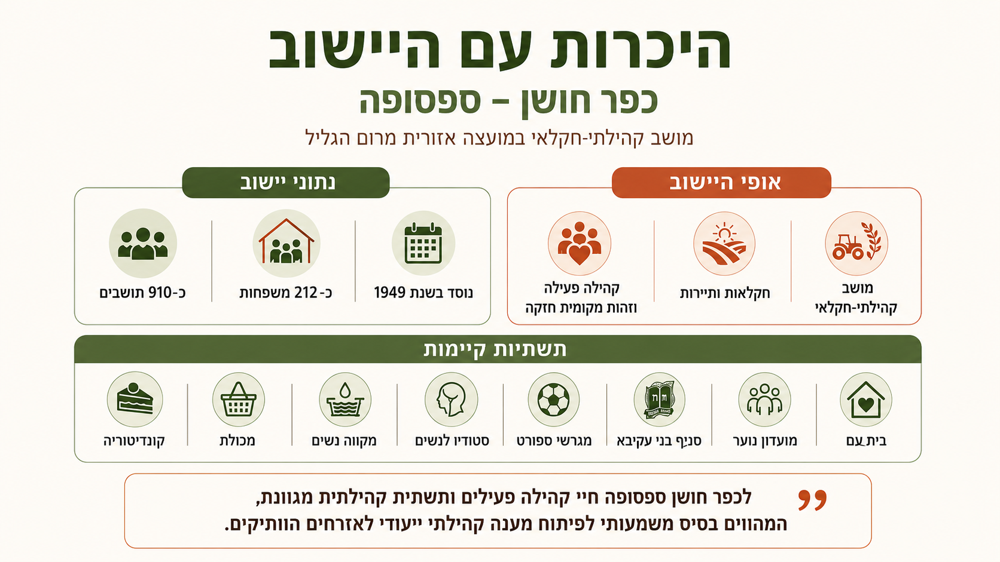 היכרות עם היישוב
כפר חושן – ספסופה
מושב קהילתי-חקלאי במועצה אזורית מרום הגליל
אופי היישוב
מושב
קהילתי-חקלאי
חקלאות ותיירות
קהילה פעילה
וזהות מקומית חזקה
נתוני יישוב
נוסד בשנת 1949
כ-212 משפחות
כ-910 תושבים
תשתיות קיימות
בית עם
מועדון נוער
סניף בני עקיבא
מגרשי ספורט
סטודיו לנשים
מקווה נשים
מכולת
קונדיטוריה
לכפר חושן ספסופה חיי קהילה פעילים ותשתית קהילתית מגוונת,
המהווים בסיס משמעותי לפיתוח מענה קהילתי ייעודי לאזרחים הוותיקים.